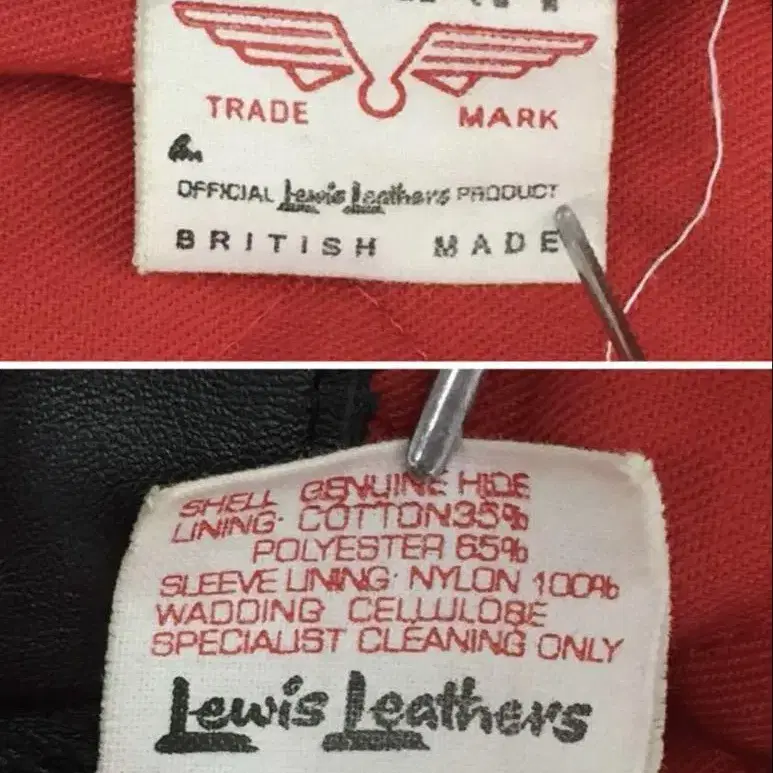 TRADE MARK
An
OFFICIAL Lewis Leathers PRODUCT
BRITISH MADE
SHELL GENUINE HIDE
LINING· COTTON35%
POLYESTER 65%
SLEEVE LINING· NYLON 100%
WADDING CELLULOSE
SPECIALIST CLEANING ONLY
Lewis Leathers